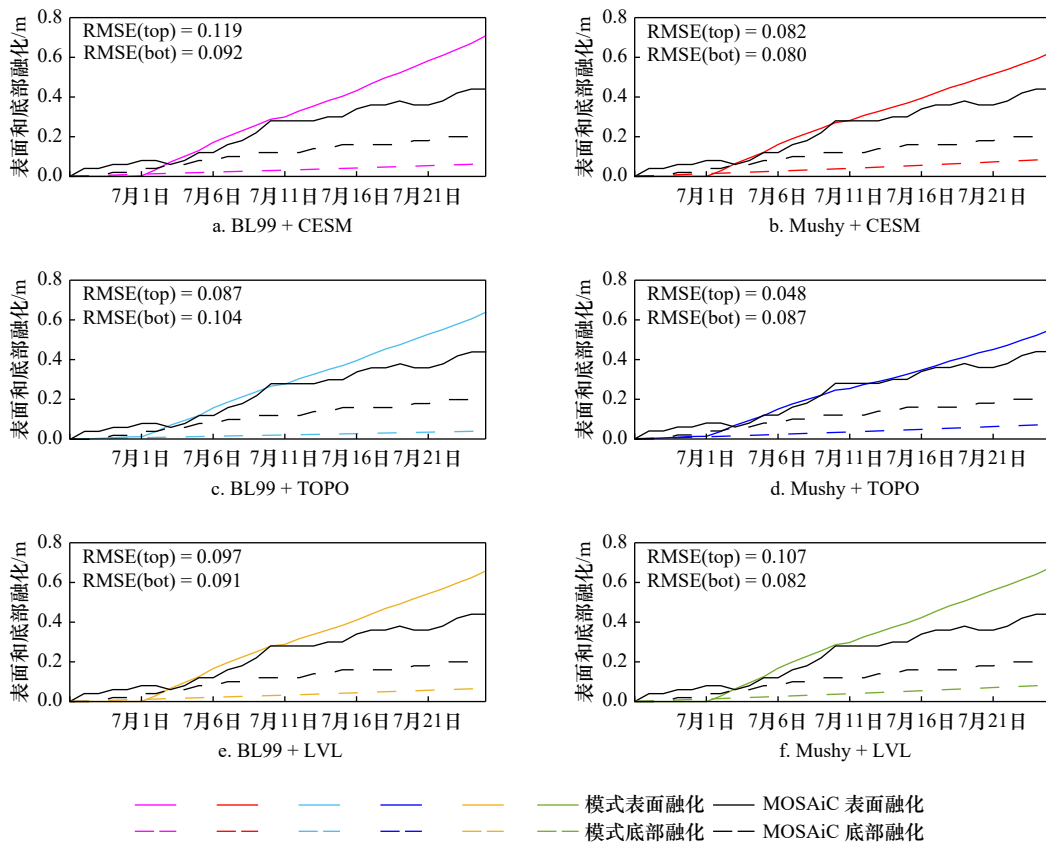 表面和底部融化/m
0.8
0.6
0.4
0.2
0.0
RMSE(top) = 0.119
RMSE(bot) = 0.092
7月1日 7月6日 7月11日 7月16日 7月21日
a. BL99 + CESM
表面和底部融化/m
0.8
0.6
0.4
0.2
0.0
RMSE(top) = 0.082
RMSE(bot) = 0.080
7月1日 7月6日 7月11日 7月16日 7月21日
b. Mushy + CESM
表面和底部融化/m
0.8
0.6
0.4
0.2
0.0
RMSE(top) = 0.087
RMSE(bot) = 0.104
7月1日 7月6日 7月11日 7月16日 7月21日
c. BL99 + TOPO
表面和底部融化/m
0.8
0.6
0.4
0.2
0.0
RMSE(top) = 0.048
RMSE(bot) = 0.087
7月1日 7月6日 7月11日 7月16日 7月21日
d. Mushy + TOPO
表面和底部融化/m
0.8
0.6
0.4
0.2
0.0
RMSE(top) = 0.097
RMSE(bot) = 0.091
7月1日 7月6日 7月11日 7月16日 7月21日
e. BL99 + LVL
表面和底部融化/m
0.8
0.6
0.4
0.2
0.0
RMSE(top) = 0.107
RMSE(bot) = 0.082
7月1日 7月6日 7月11日 7月16日 7月21日
f. Mushy + LVL
模式表面融化 MOSAiC 表面融化
模式底部融化 MOSAiC 底部融化